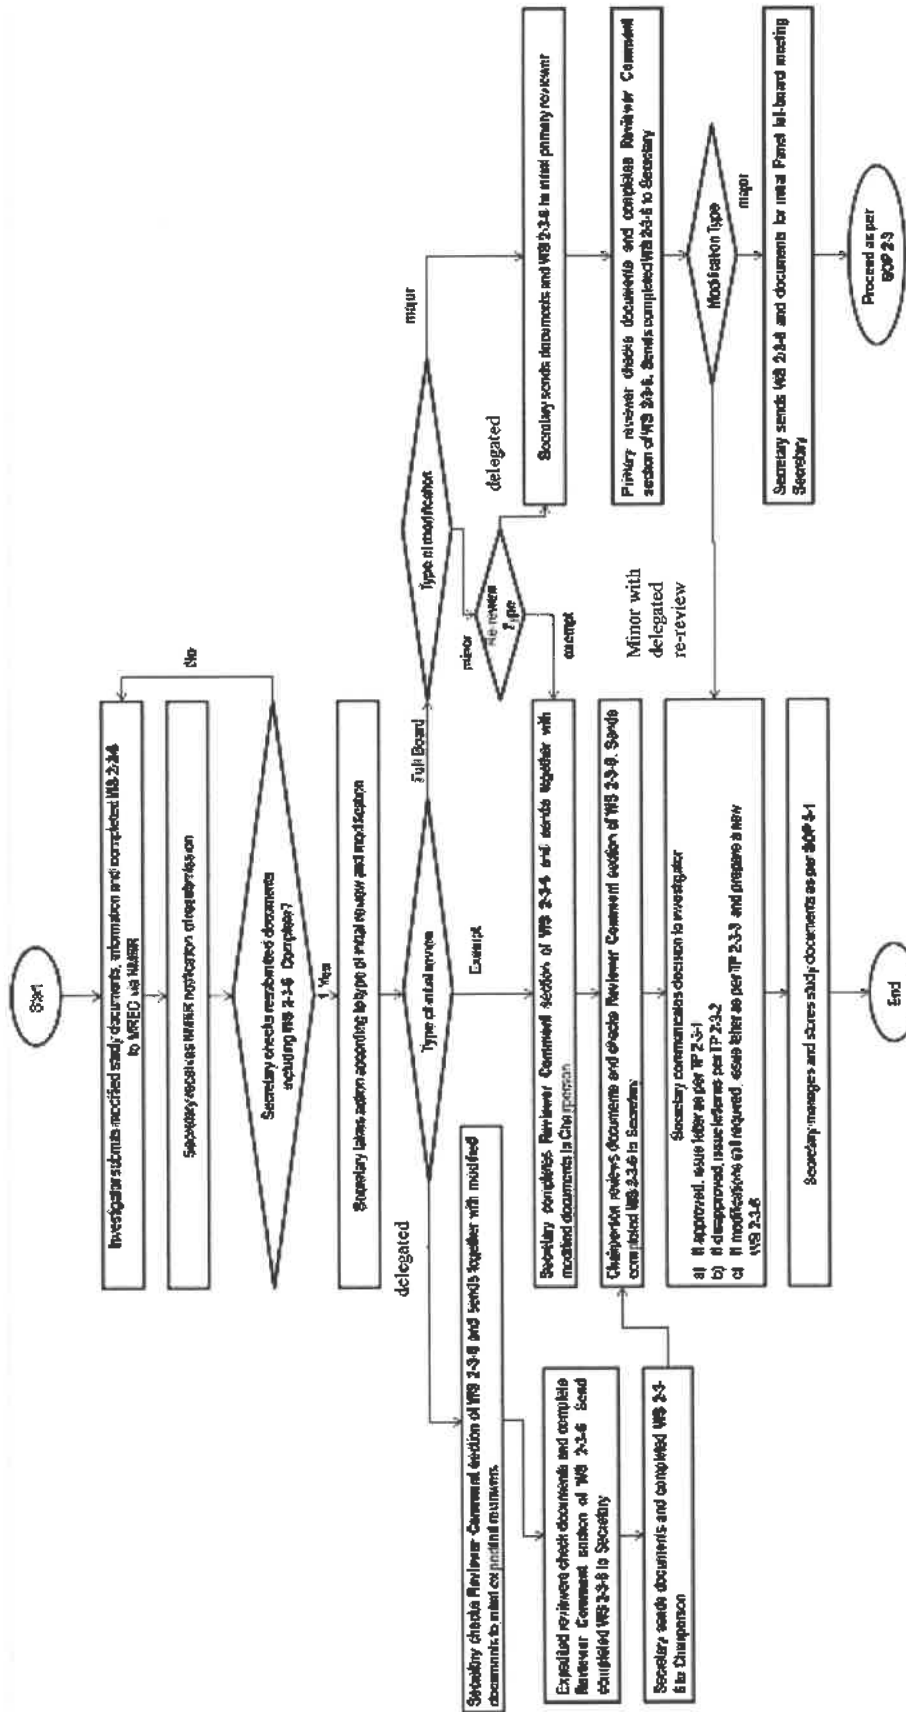 Start
Investigator submits modified study documents, information and completed WS 2-3-6
to MREC via NMRR
Secretary receives NMRR notification of resubmission
No
Secretary checks resubmitted documents
including WS 2-3-6 Complete?
Yes
Secretary takes action according to type of initial review and modification
Type of initial review
delegated
Exempt
Full Board
Type of modification
major
minor
Re-review
Type
delegated
exempt
Secretary checks Reviewer Comment section of WS 2-3-6 and sends together with modified
documents to initial expedited reviewers
Expedited reviewers check documents and complete
Reviewer Comment section of WS 2-3-6 Send
completed WS 2-3-6 to Secretary
Secretary sends documents and completed WS 2-3-
6 to Chairperson
Secretary completes Reviewer Comment section of WS 2-3-6 and sends together with
modified documents to Chairperson
Chairperson reviews documents and checks Reviewer Comment section of WS 2-3-6. Sends
completed WS 2-3-6 to Secretary
Secretary sends documents and WS 2-3-6 to initial primary reviewer
Primary reviewer checks documents and completes Reviewer Comment
section of WS 2-3-6. Sends completed WS 2-3-6 to Secretary
Modification Type
major
Minor with
delegated
re-review
Secretary sends WS 2-3-6 and documents for initial Panel full-board meeting
Secretary
Proceed as per
SOP 2-3
Secretary communicates decision to investigator
a) If approved, issue letter as per TP 2-3-1
b) If disapproved, issue letter as per TP 2-3-2
c) If modifications still required, issue letter as per TP 2-3-3 and prepare a new
WS 2-3-6
Secretary manages and stores study documents as per SOP 5-1
End